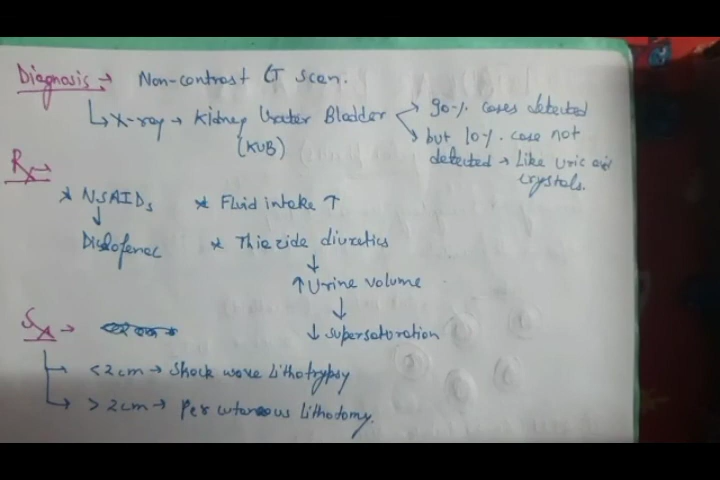 Diagnosis :→ Non-contrast CT scan.
↳ X-ray → Kidney Urater Bladder → 90% cases detected
(KUB) → but 10% case not
detected → Like Uric acid
crystals.
Rx →
* NSAIDs * Fluid intake ↑
↓
Diclofenac * Thiazide diuretics
↓
↑ Urine volume
↓
Sx → ↓ supersaturation
→ <2cm → Shock wave Lithotrypsy
→ >2cm → Percutaneous Lithotomy.